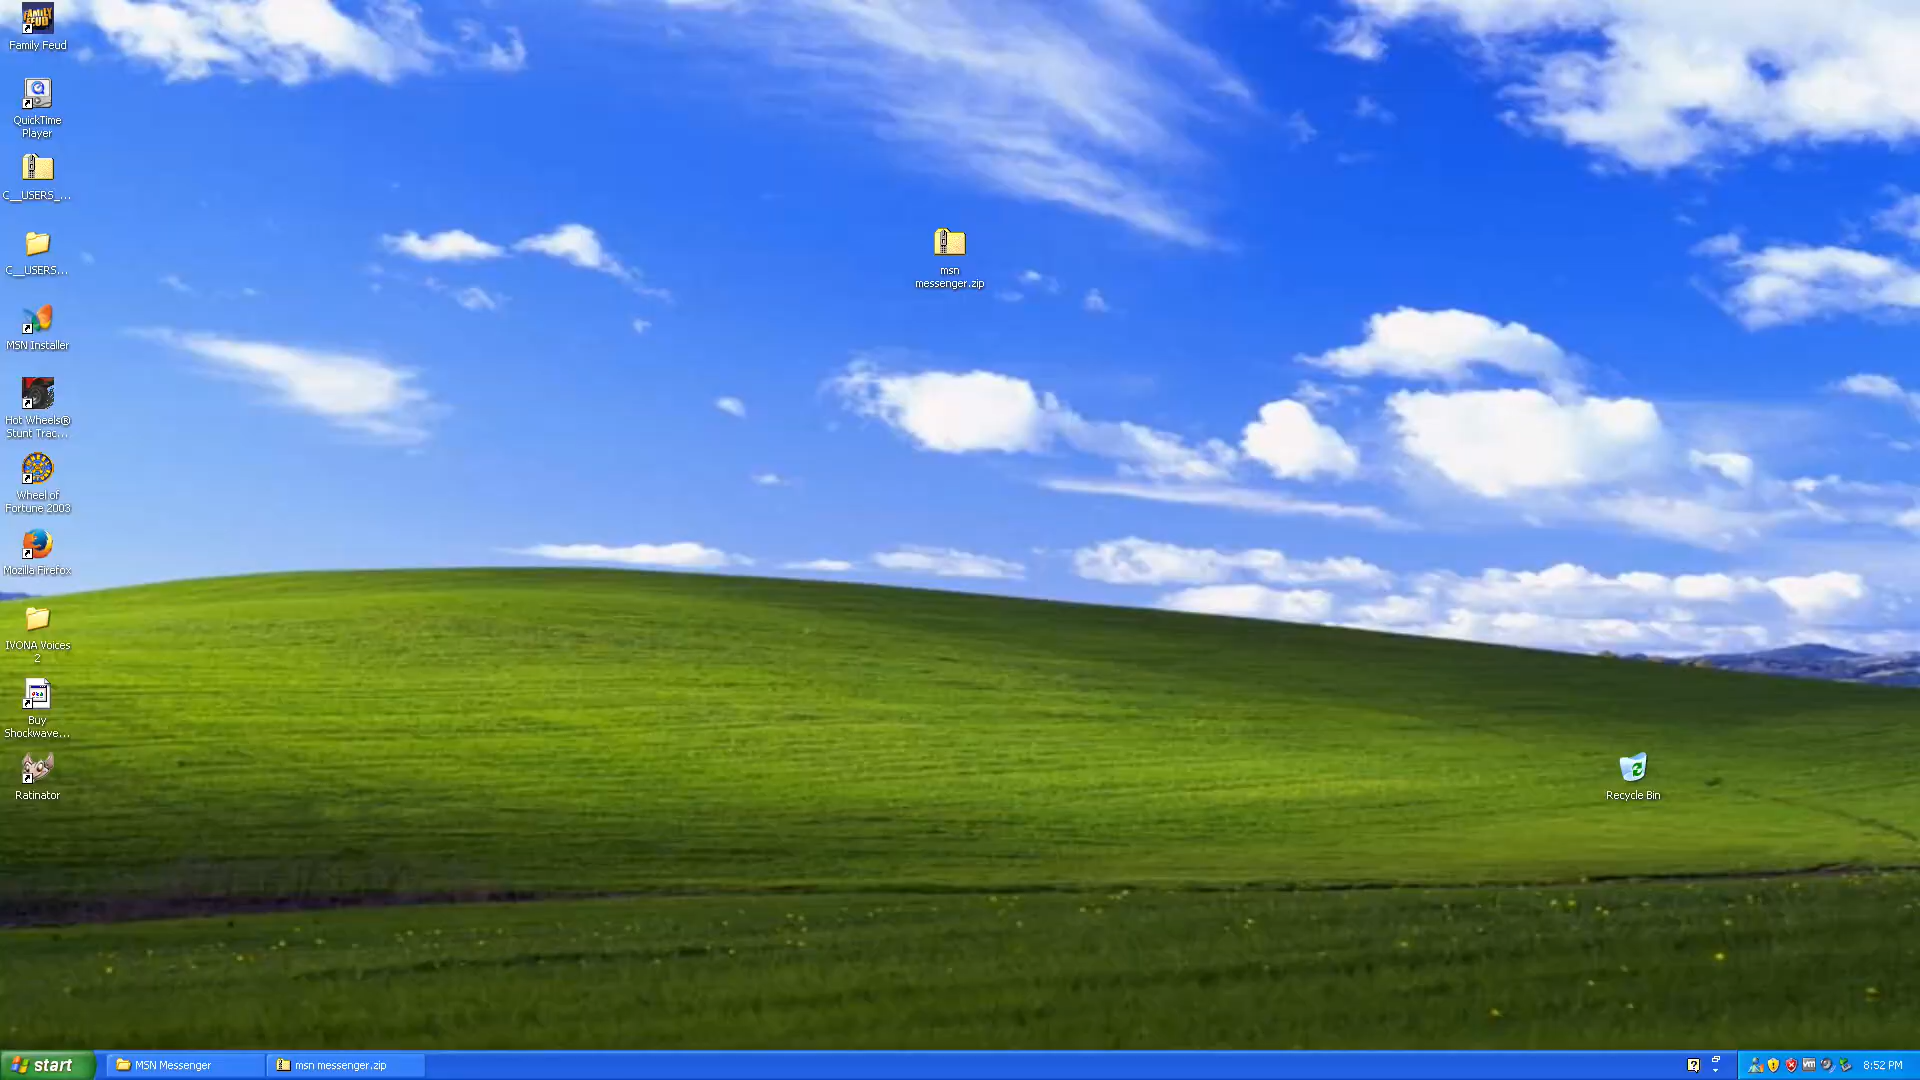 FAMILY FEUD
Family Feud
QuickTime
Player
C__USERS_...
C__USERS...
MSN Installer
Hot Wheels®
Stunt Trac...
Wheel of
Fortune 2003
Mozilla Firefox
IVONA Voices
2
Buy
Shockwave...
Ratinator
msn
messenger.zip
Recycle Bin
start
MSN Messenger
msn messenger.zip
8:52 PM